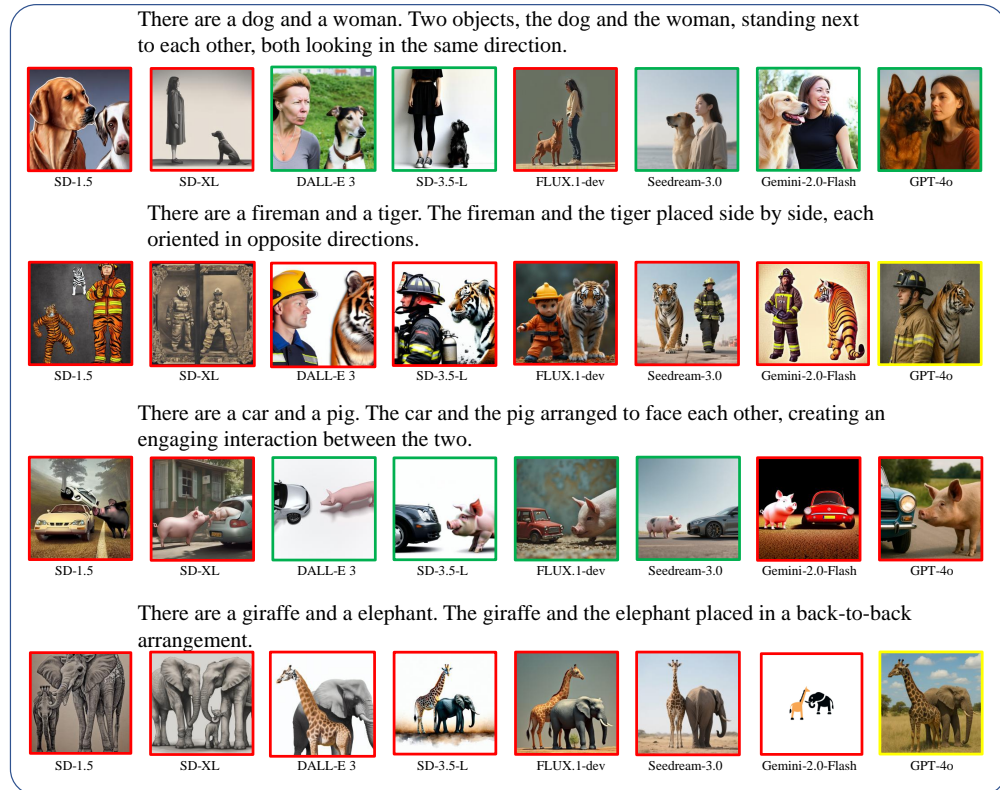 There are a dog and a woman. Two objects, the dog and the woman, standing next
to each other, both looking in the same direction.
SD-1.5
SD-XL
DALL-E 3
SD-3.5-L
FLUX.1-dev
Seedream-3.0
Gemini-2.0-Flash
GPT-4o
There are a fireman and a tiger. The fireman and the tiger placed side by side, each
oriented in opposite directions.
SD-1.5
SD-XL
DALL-E 3
SD-3.5-L
FLUX.1-dev
Seedream-3.0
Gemini-2.0-Flash
GPT-4o
There are a car and a pig. The car and the pig arranged to face each other, creating an
engaging interaction between the two.
SD-1.5
SD-XL
DALL-E 3
SD-3.5-L
FLUX.1-dev
Seedream-3.0
Gemini-2.0-Flash
GPT-4o
There are a giraffe and a elephant. The giraffe and the elephant placed in a back-to-back
arrangement.
SD-1.5
SD-XL
DALL-E 3
SD-3.5-L
FLUX.1-dev
Seedream-3.0
Gemini-2.0-Flash
GPT-4o